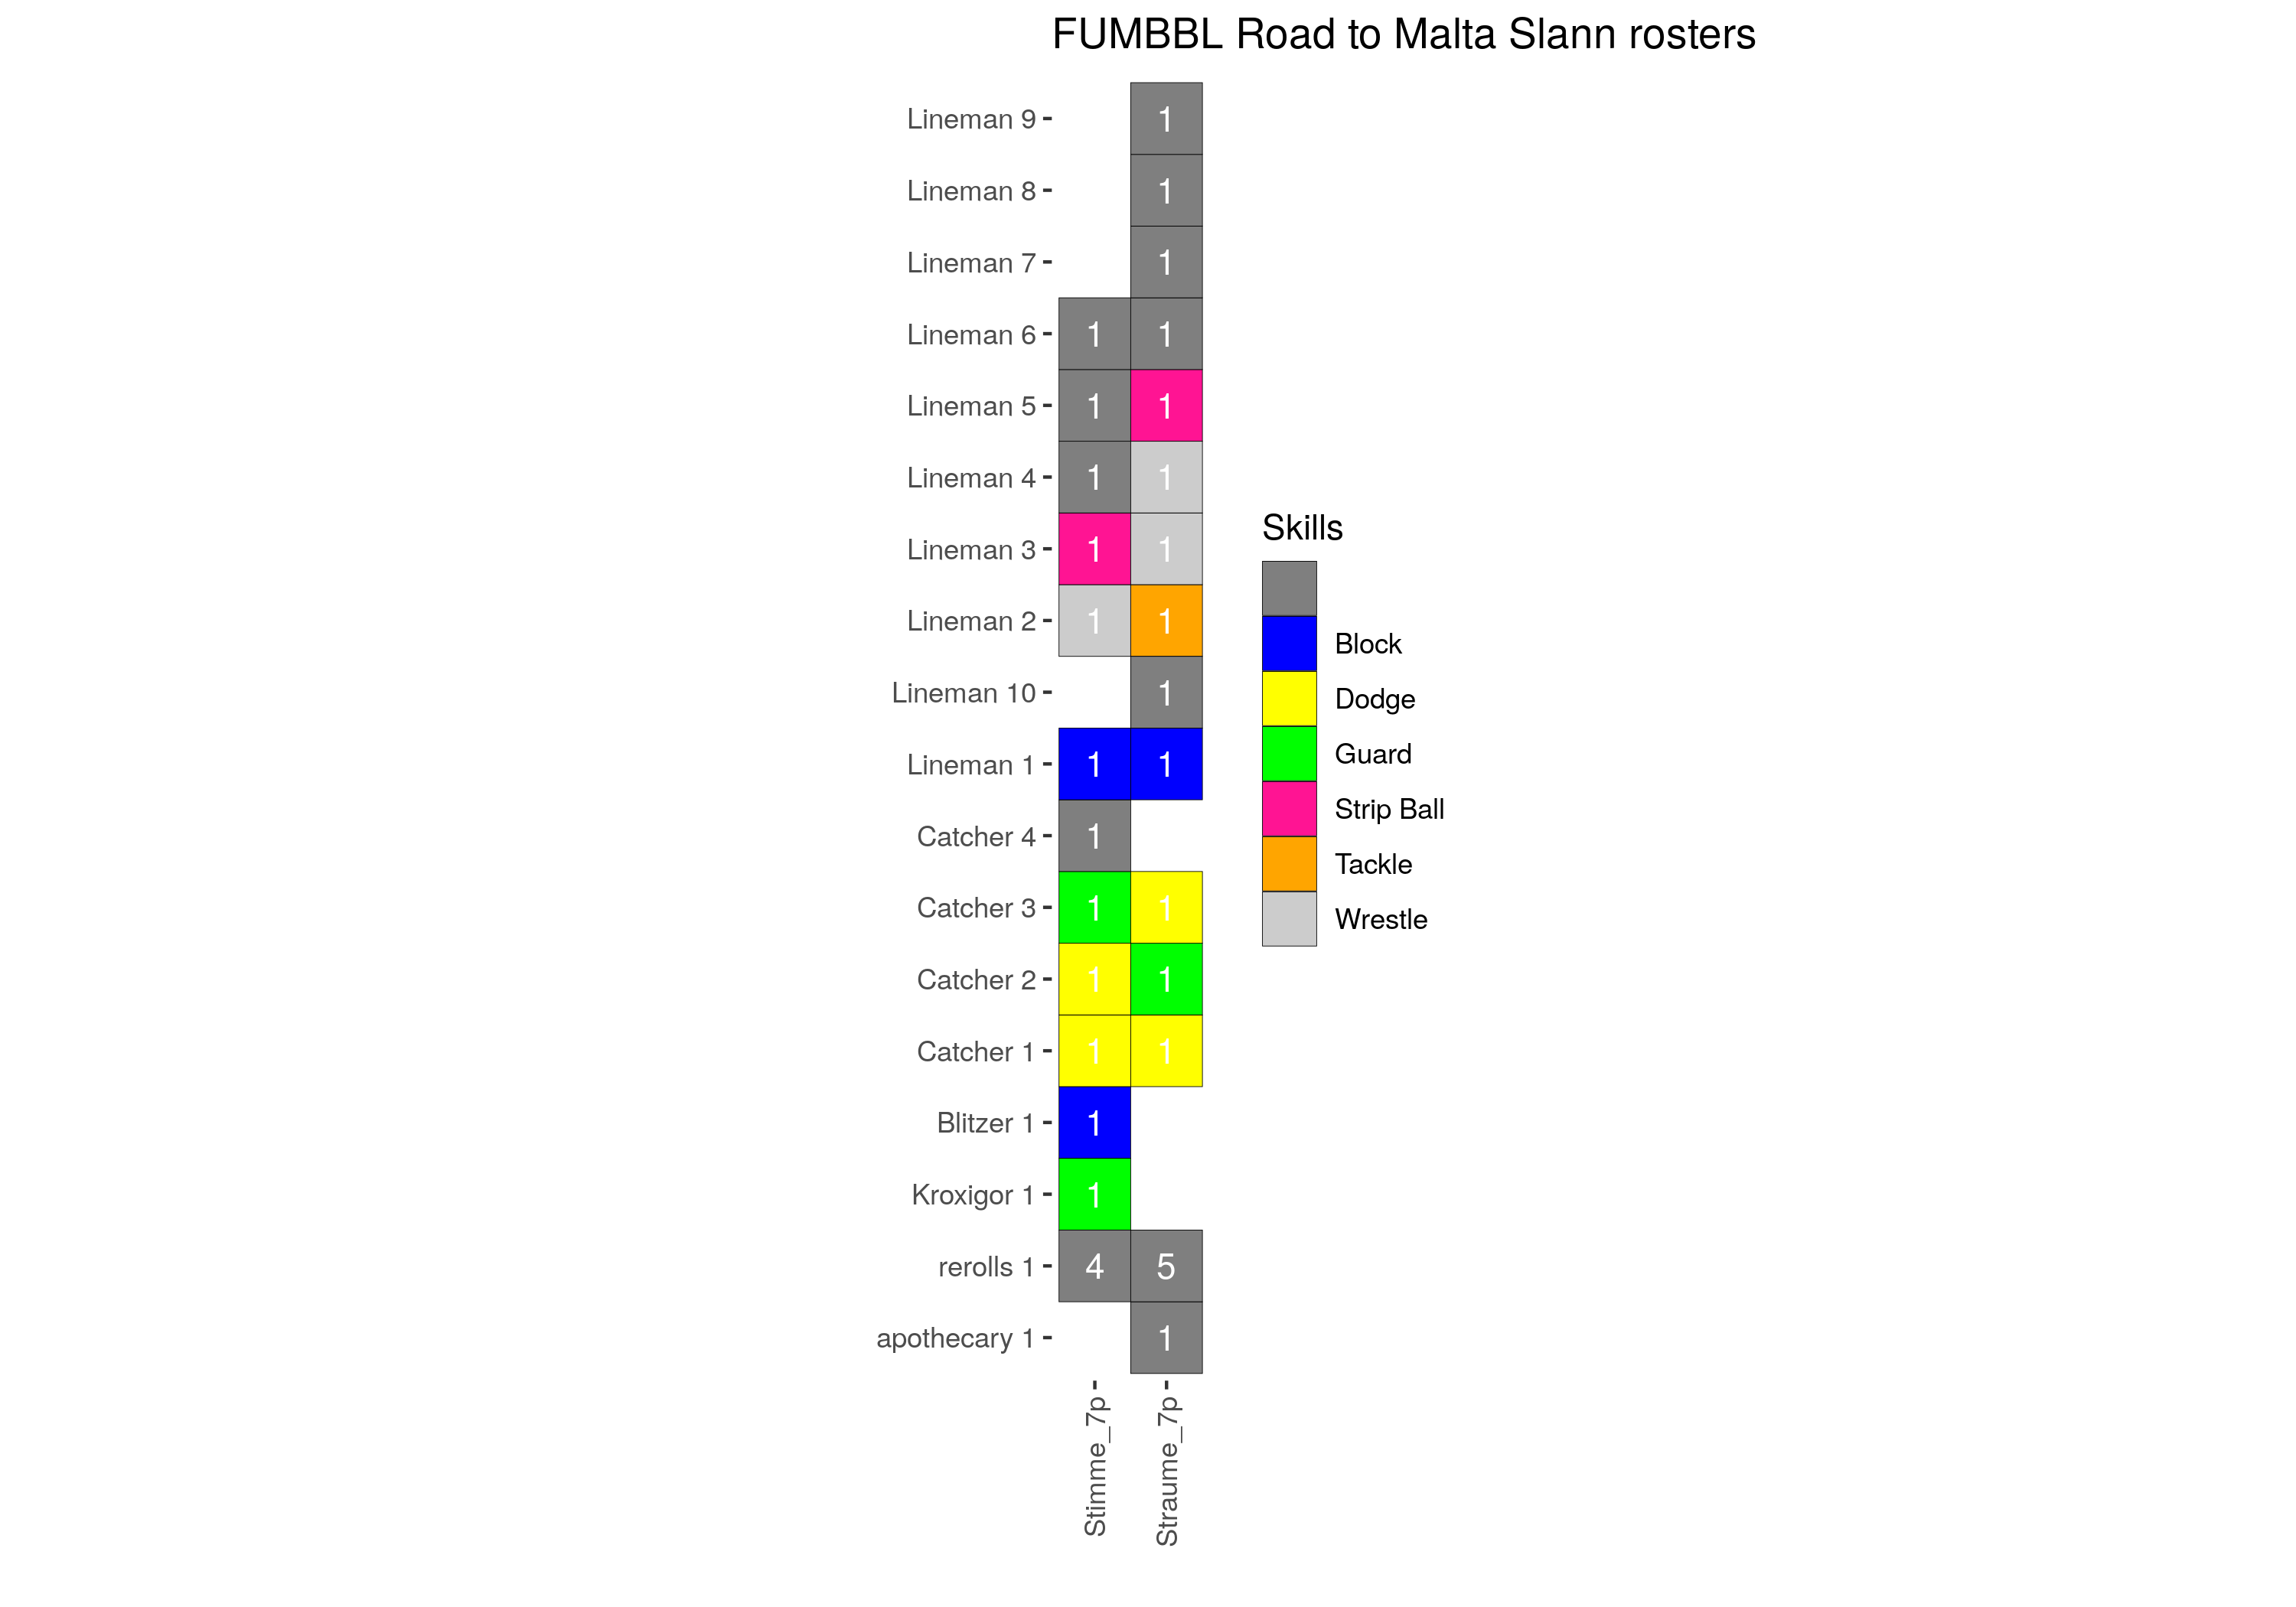 FUMBBL Road to Malta Slann rosters
Lineman 9 1
Lineman 8 1
Lineman 7 1
Lineman 6 1 1
Lineman 5 1 1
Lineman 4 1 1
Lineman 3 1 1
Lineman 2 1 1
Lineman 10 1
Lineman 1 1 1
Catcher 4 1
Catcher 3 1 1
Catcher 2 1 1
Catcher 1 1 1
Blitzer 1 1
Kroxigor 1 1
rerolls 1 4 5
apothecary 1 1
Stimme_7p
Straume_7p
Skills
Block
Dodge
Guard
Strip Ball
Tackle
Wrestle